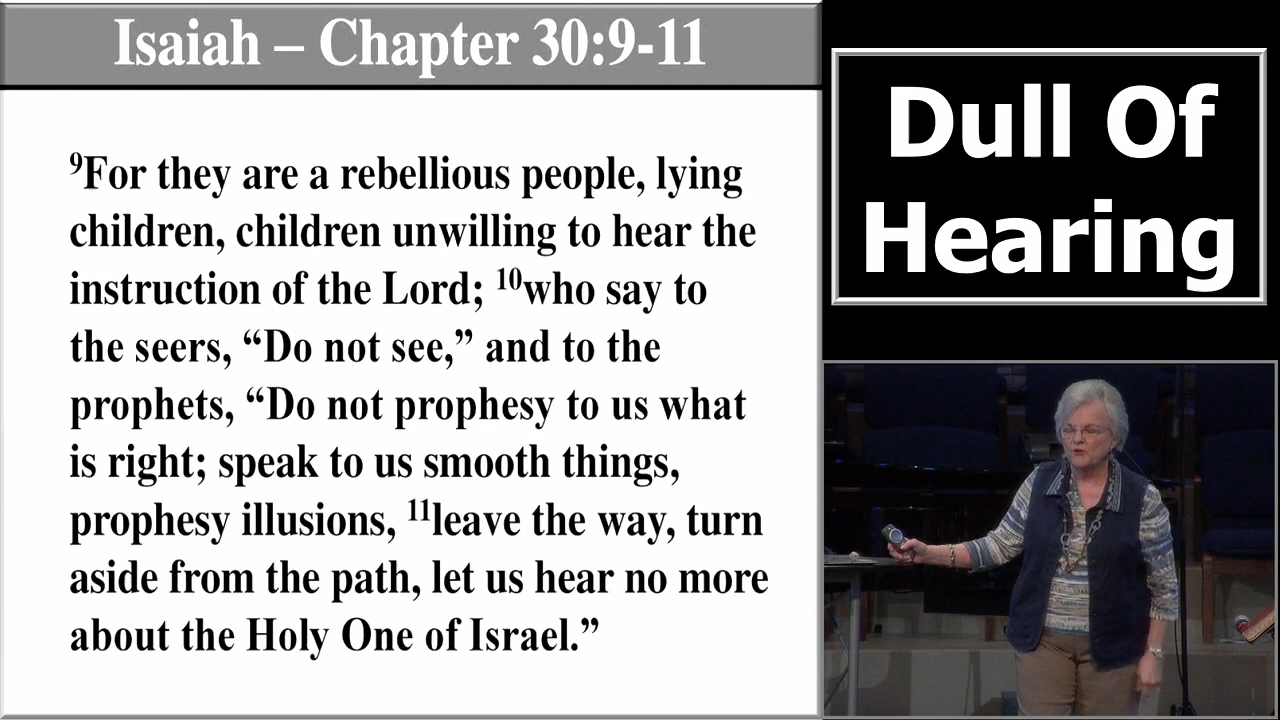 Isaiah – Chapter 30:9-11
⁹For they are a rebellious people, lying
children, children unwilling to hear the
instruction of the Lord; ¹⁰who say to
the seers, “Do not see,” and to the
prophets, “Do not prophesy to us what
is right; speak to us smooth things,
prophesy illusions, ¹¹leave the way, turn
aside from the path, let us hear no more
about the Holy One of Israel.”
Dull Of
Hearing